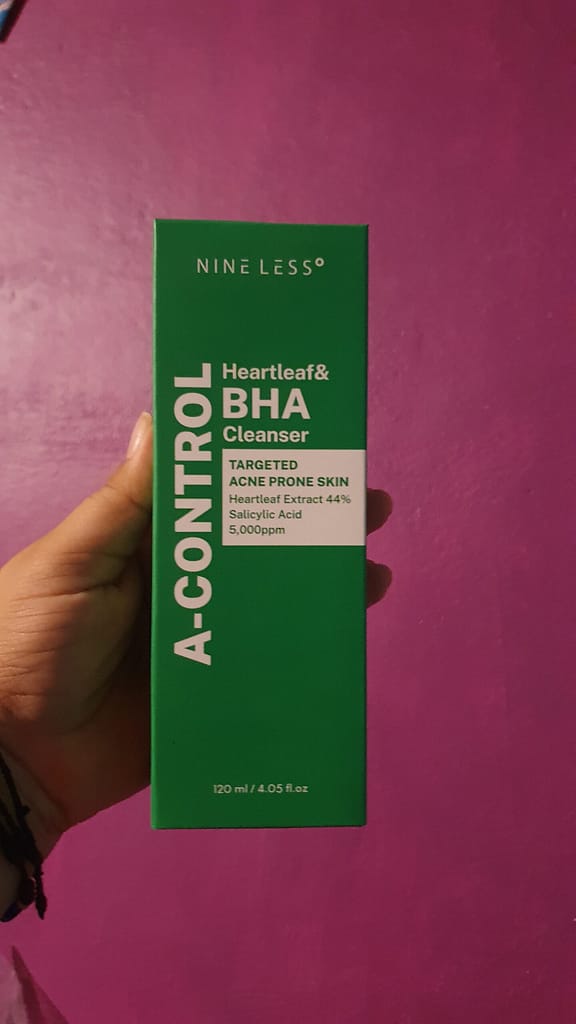 NINE LESS°
A-CONTROL
Heartleaf&
BHA
Cleanser
TARGETED
ACNE PRONE SKIN
Heartleaf Extract 44%
Salicylic Acid
5,000ppm
120 ml / 4.05 fl.oz